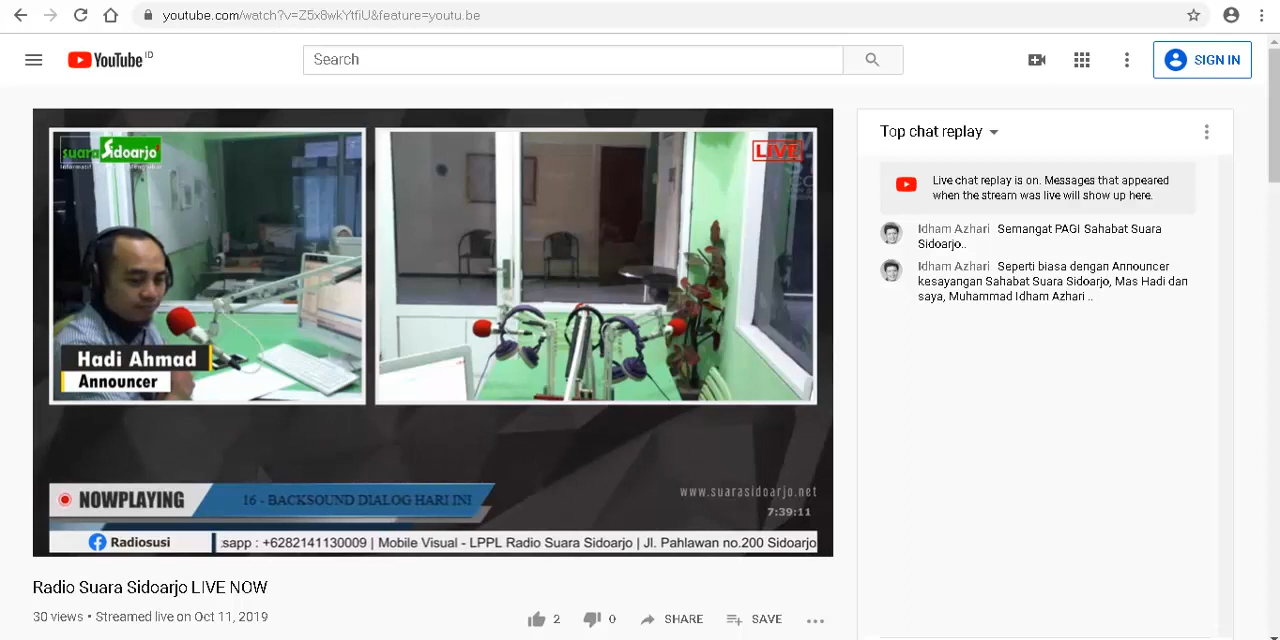 youtube.com/watch?v=Z5x8wkYtfiU&feature=youtu.be
YouTube ID
Search
SIGN IN
suara Sidoarjo
LIVE
Hadi Ahmad
Announcer
NOWPLAYING
16 - BACKSOUND DIALOG HARI INI
www.suarasidoarjo.net
7:39:11
Radiosusi
sapp : +6282141130009 | Mobile Visual - LPPL Radio Suara Sidoarjo | Jl. Pahlawan no.200 Sidoarjo
Radio Suara Sidoarjo LIVE NOW
30 views • Streamed live on Oct 11, 2019
2
0
SHARE
SAVE
Top chat replay
Live chat replay is on. Messages that appeared
when the stream was live will show up here.
Idham Azhari Semangat PAGI Sahabat Suara
Sidoarjo..
Idham Azhari Seperti biasa dengan Announcer
kesayangan Sahabat Suara Sidoarjo, Mas Hadi dan
saya, Muhammad Idham Azhari ..